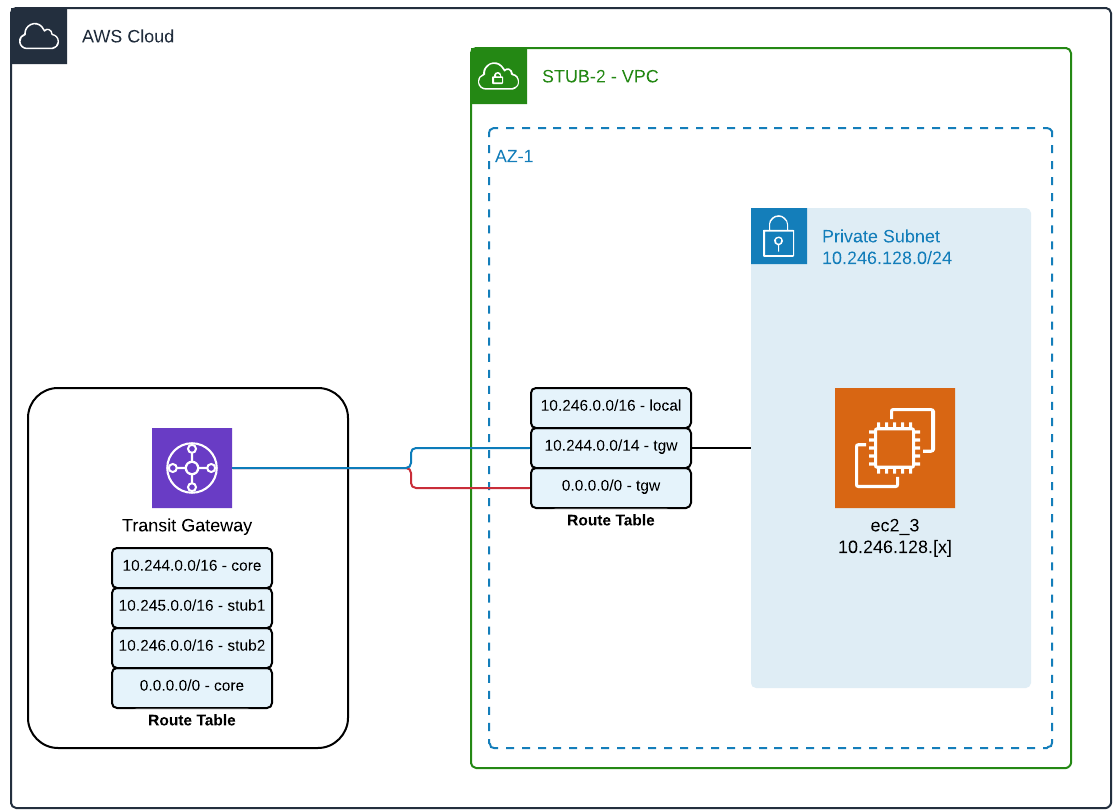 AWS Cloud
STUB-2 - VPC
AZ-1
Private Subnet
10.246.128.0/24
10.246.0.0/16 - local
10.244.0.0/14 - tgw
0.0.0.0/0 - tgw
Route Table
ec2_3
10.246.128.[x]
Transit Gateway
10.244.0.0/16 - core
10.245.0.0/16 - stub1
10.246.0.0/16 - stub2
0.0.0.0/0 - core
Route Table